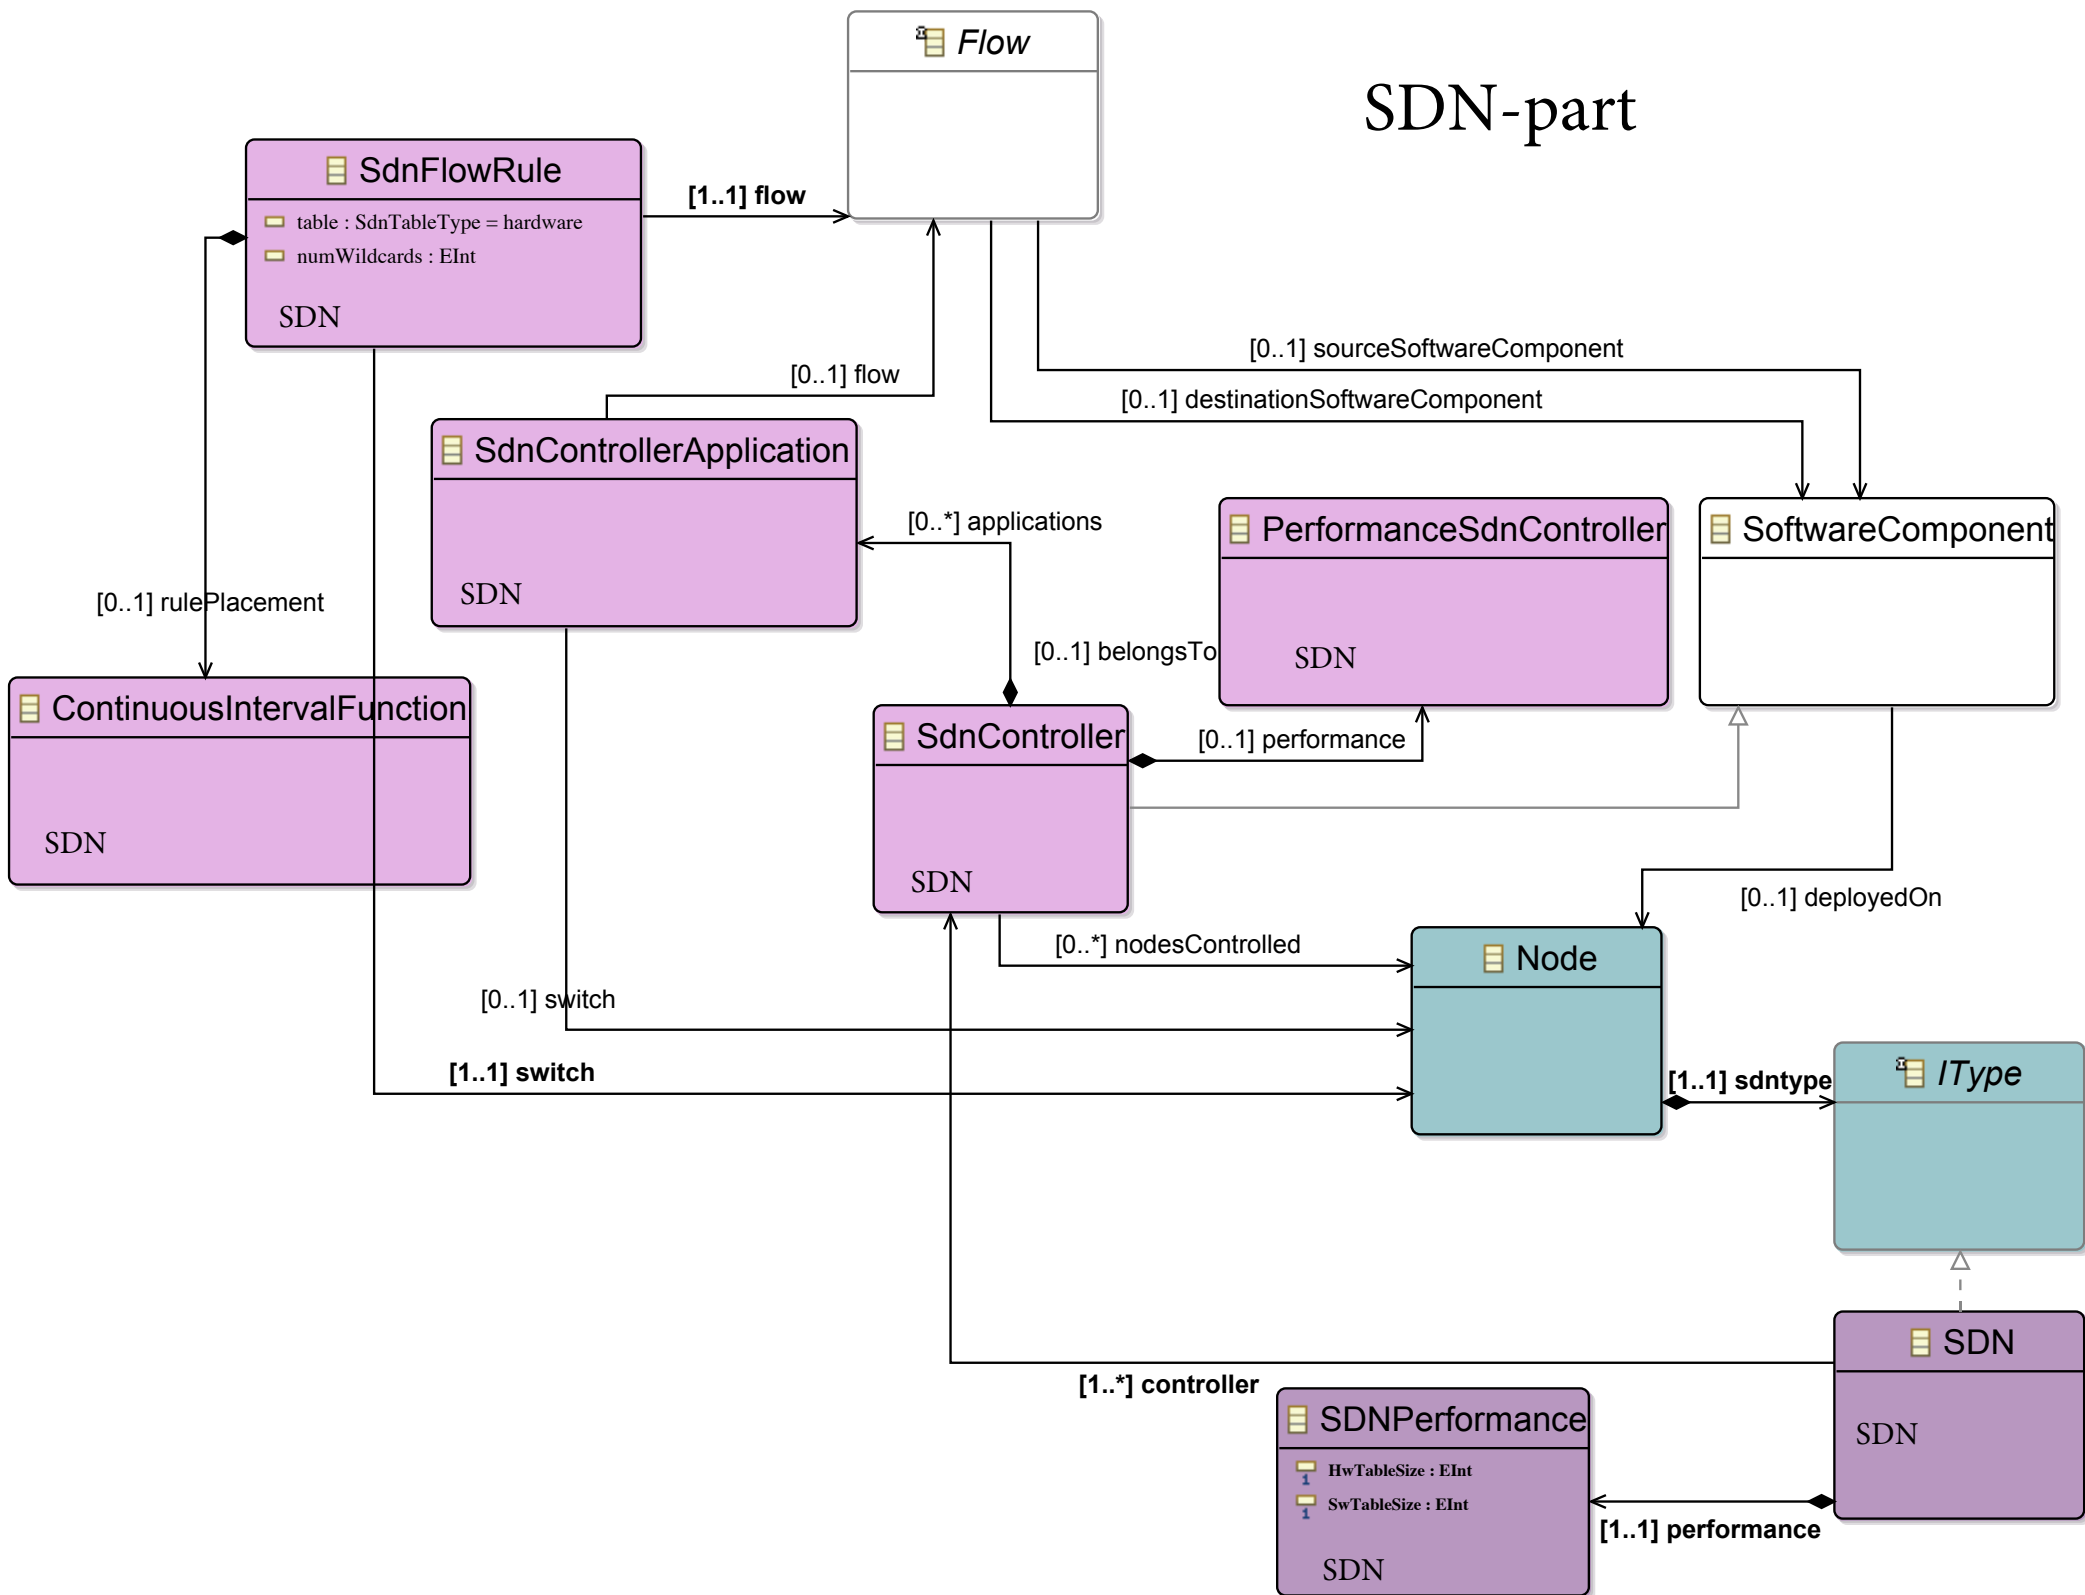 Flow
SDN-part
SdnFlowRule
table : SdnTableType = hardware
numWildcards : EInt
SDN
[1..1] flow
[0..1] sourceSoftwareComponent
[0..1] flow
[0..1] destinationSoftwareComponent
SdnControllerApplication
SDN
[0..*] applications
PerformanceSdnController
SDN
SoftwareComponent
[0..1] rulePlacement
[0..1] belongsTo
ContinuousIntervalFunction
SDN
SdnController
SDN
[0..1] performance
[0..1] deployedOn
[0..*] nodesControlled
Node
[0..1] switch
[1..1] switch
[1..1] sdntype
IType
SDN
SDN
[1..*] controller
SDNPerformance
HwTableSize : EInt
SwTableSize : EInt
SDN
[1..1] performance